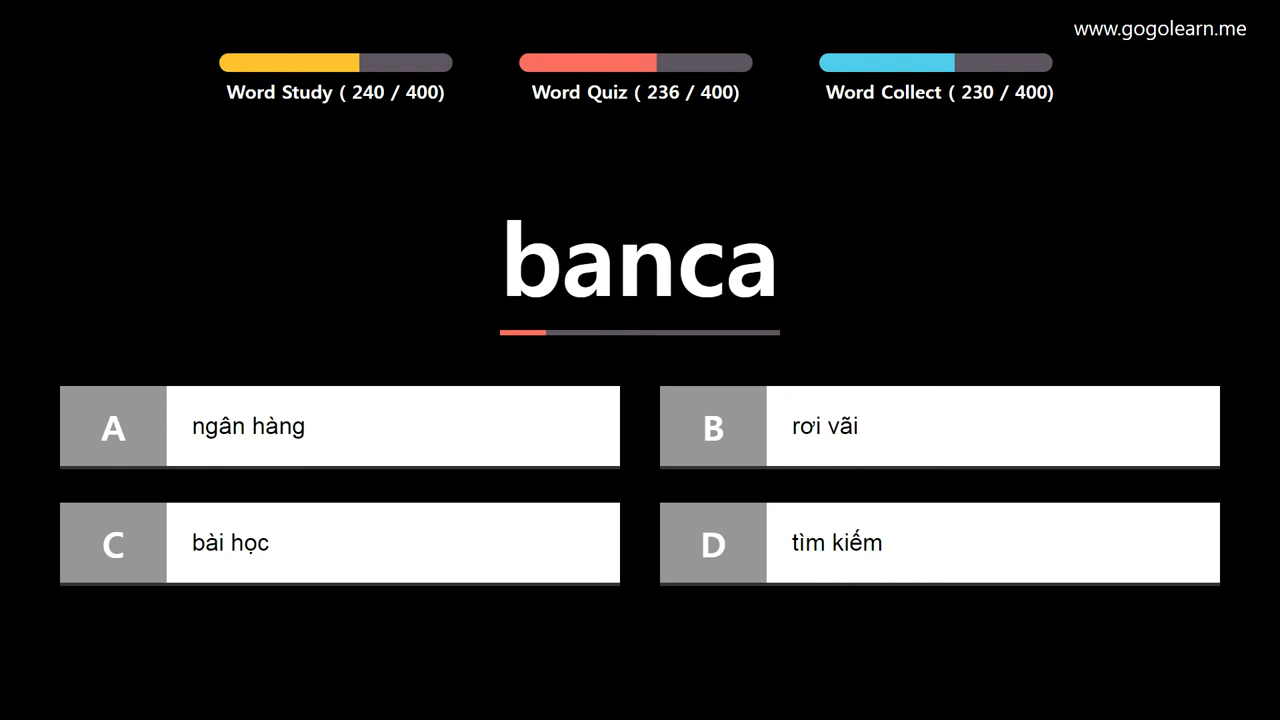 www.gogolearn.me
Word Study ( 240 / 400)
Word Quiz ( 236 / 400)
Word Collect ( 230 / 400)
banca
A
ngân hàng
B
rơi vãi
C
bài học
D
tìm kiếm